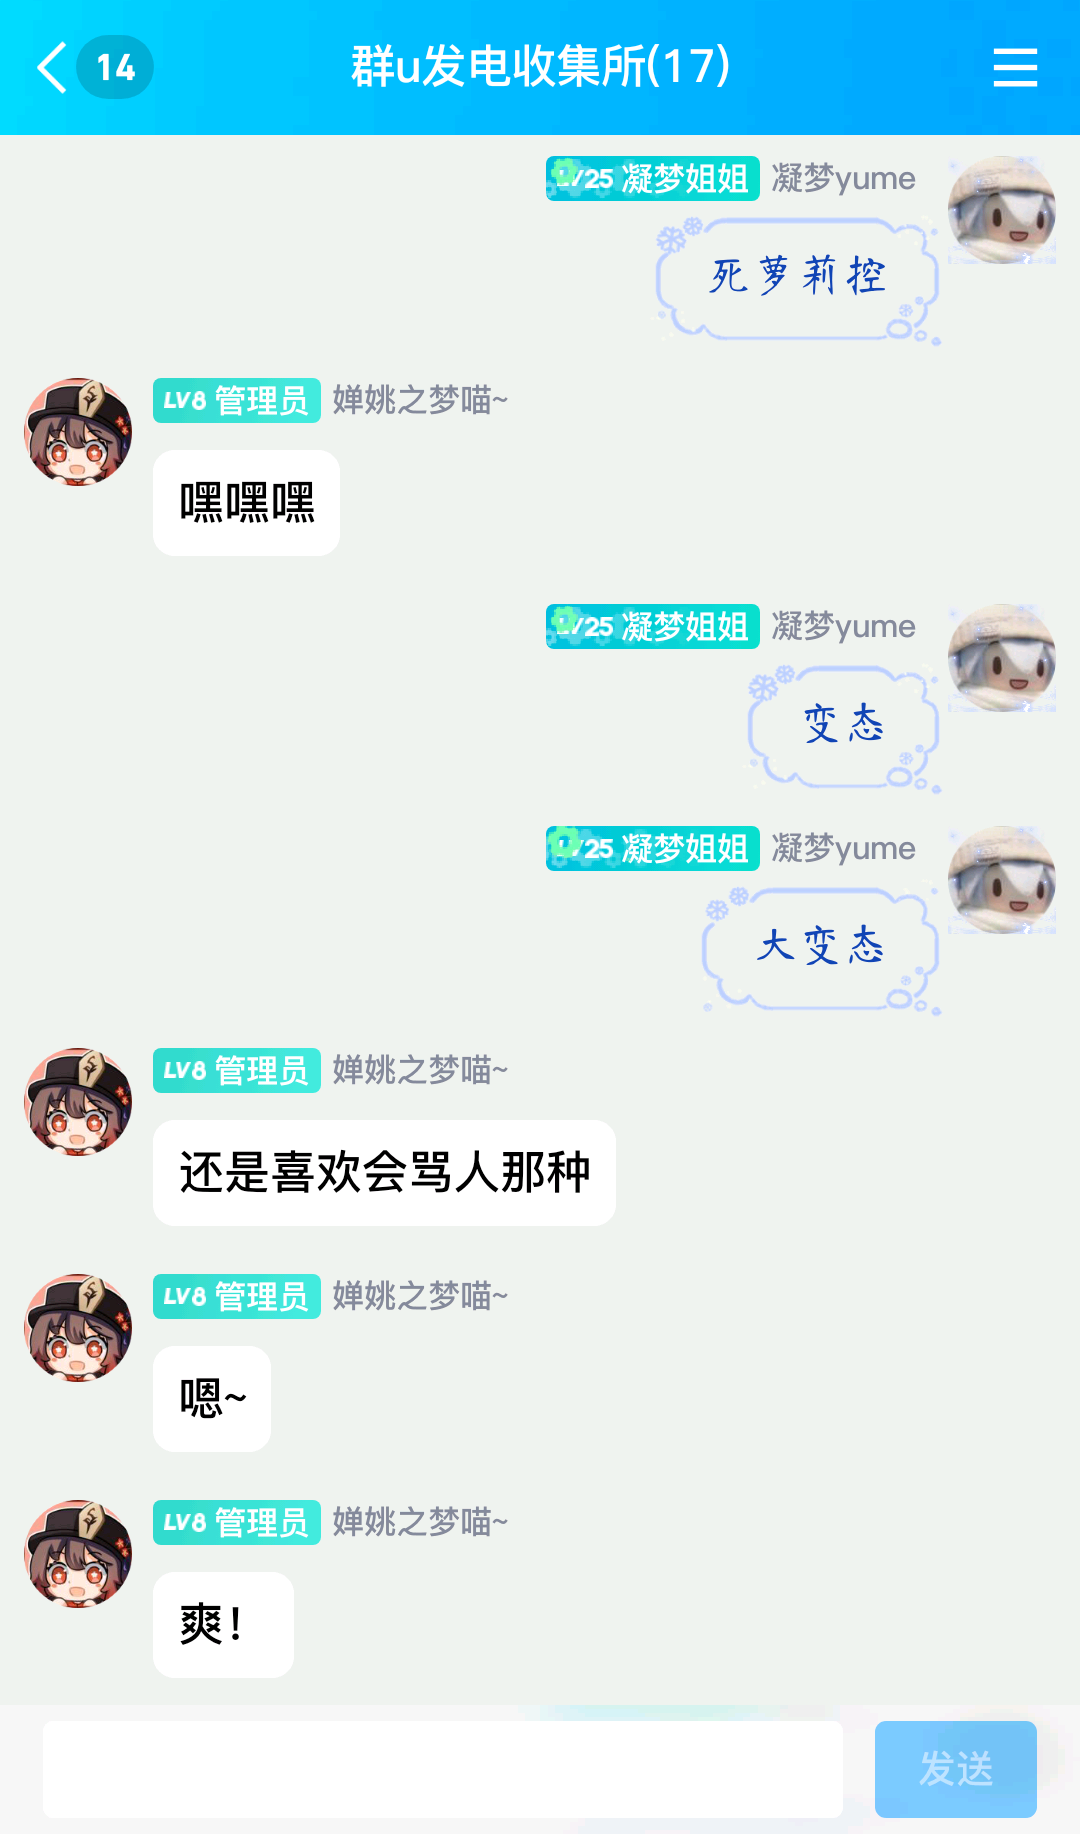 14
群u发电收集所(17)
LV25 凝梦姐姐 凝梦yume
死萝莉控
LV8 管理员 婵姚之梦喵~
嘿嘿嘿
LV25 凝梦姐姐 凝梦yume
变态
LV25 凝梦姐姐 凝梦yume
大变态
LV8 管理员 婵姚之梦喵~
还是喜欢会骂人那种
LV8 管理员 婵姚之梦喵~
嗯~
LV8 管理员 婵姚之梦喵~
爽！
发送